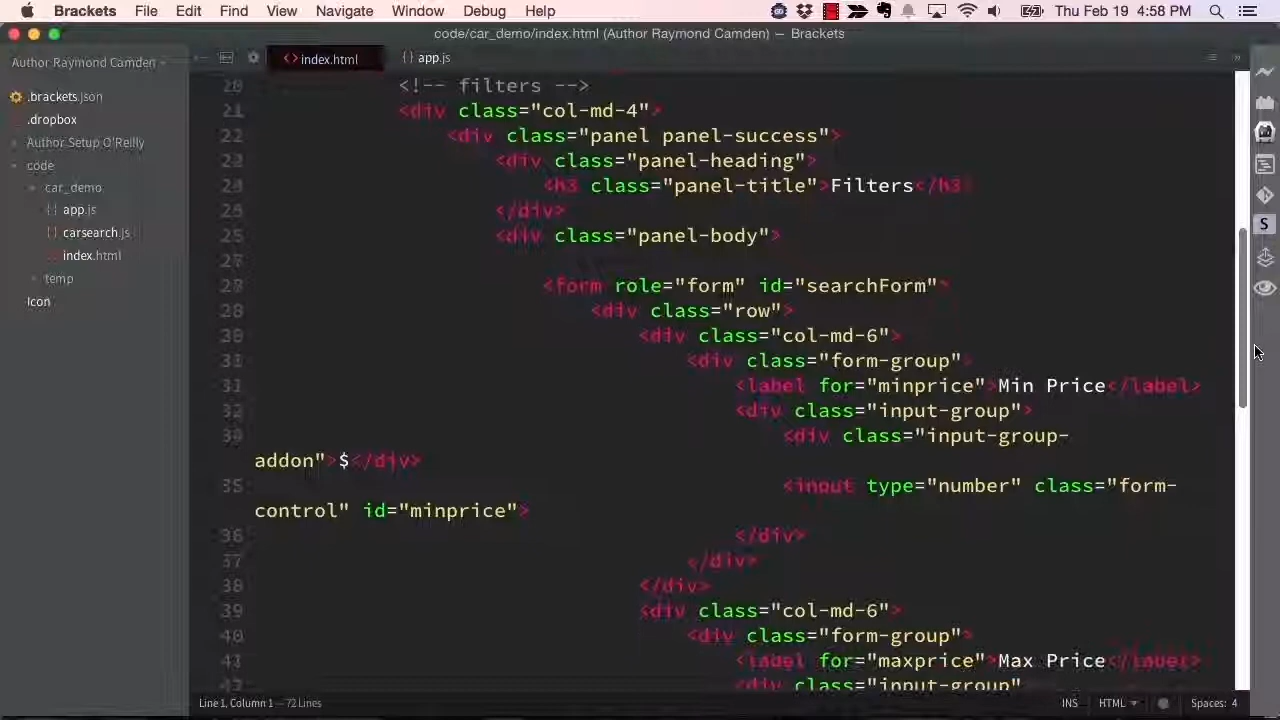 Brackets File Edit Find View Navigate Window Debug Help Thu Feb 19 4:58 PM
code/car_demo/index.html (Author Raymond Camden) — Brackets
Author Raymond Camden
index.html
{ } app.js
.brackets.json
.dropbox
Author Setup O'Reilly
code
car_demo
{ } app.js
{ } carsearch.js
<> index.html
temp
Icon
20 <!-- filters -->
21 <div class="col-md-4">
22 <div class="panel panel-success">
<div class="panel-heading">
<h3 class="panel-title">Filters</h3>
</div>
<div class="panel-body">
27
<form role="form" id="searchForm">
<div class="row">
<div class="col-md-6">
<div class="form-group">
<label for="minprice">Min Price</label>
<div class="input-group">
<div class="input-group-
addon">$</div>
35 <input type="number" class="form-
control" id="minprice">
36 </div>
37 </div>
38 </div>
39 <div class="col-md-6">
40 <div class="form-group">
<label for="maxprice">Max Price</label>
<div class="input-group"
Line 1, Column 1 — 72 Lines
INS HTML Spaces: 4